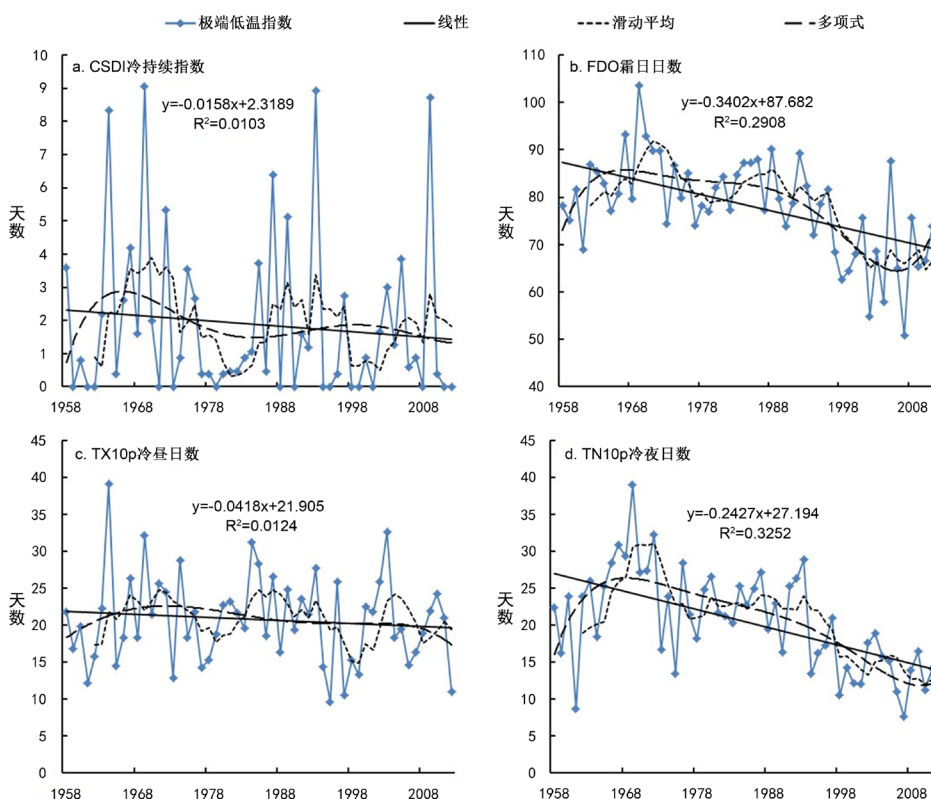 极端低温指数 线性 滑动平均 多项式
a. CSDI冷持续指数
y=-0.0158x+2.3189
R²=0.0103
天数
10
9
8
7
6
5
4
3
2
1
0
1958 1968 1978 1988 1998 2008
b. FDO霜日日数
y=-0.3402x+87.682
R²=0.2908
天数
110
100
90
80
70
60
50
40
1958 1968 1978 1988 1998 2008
c. TX10p冷昼日数
y=-0.0418x+21.905
R²=0.0124
天数
45
40
35
30
25
20
15
10
5
0
1958 1968 1978 1988 1998 2008
d. TN10p冷夜日数
y=-0.2427x+27.194
R²=0.3252
天数
45
40
35
30
25
20
15
10
5
0
1958 1968 1978 1988 1998 2008